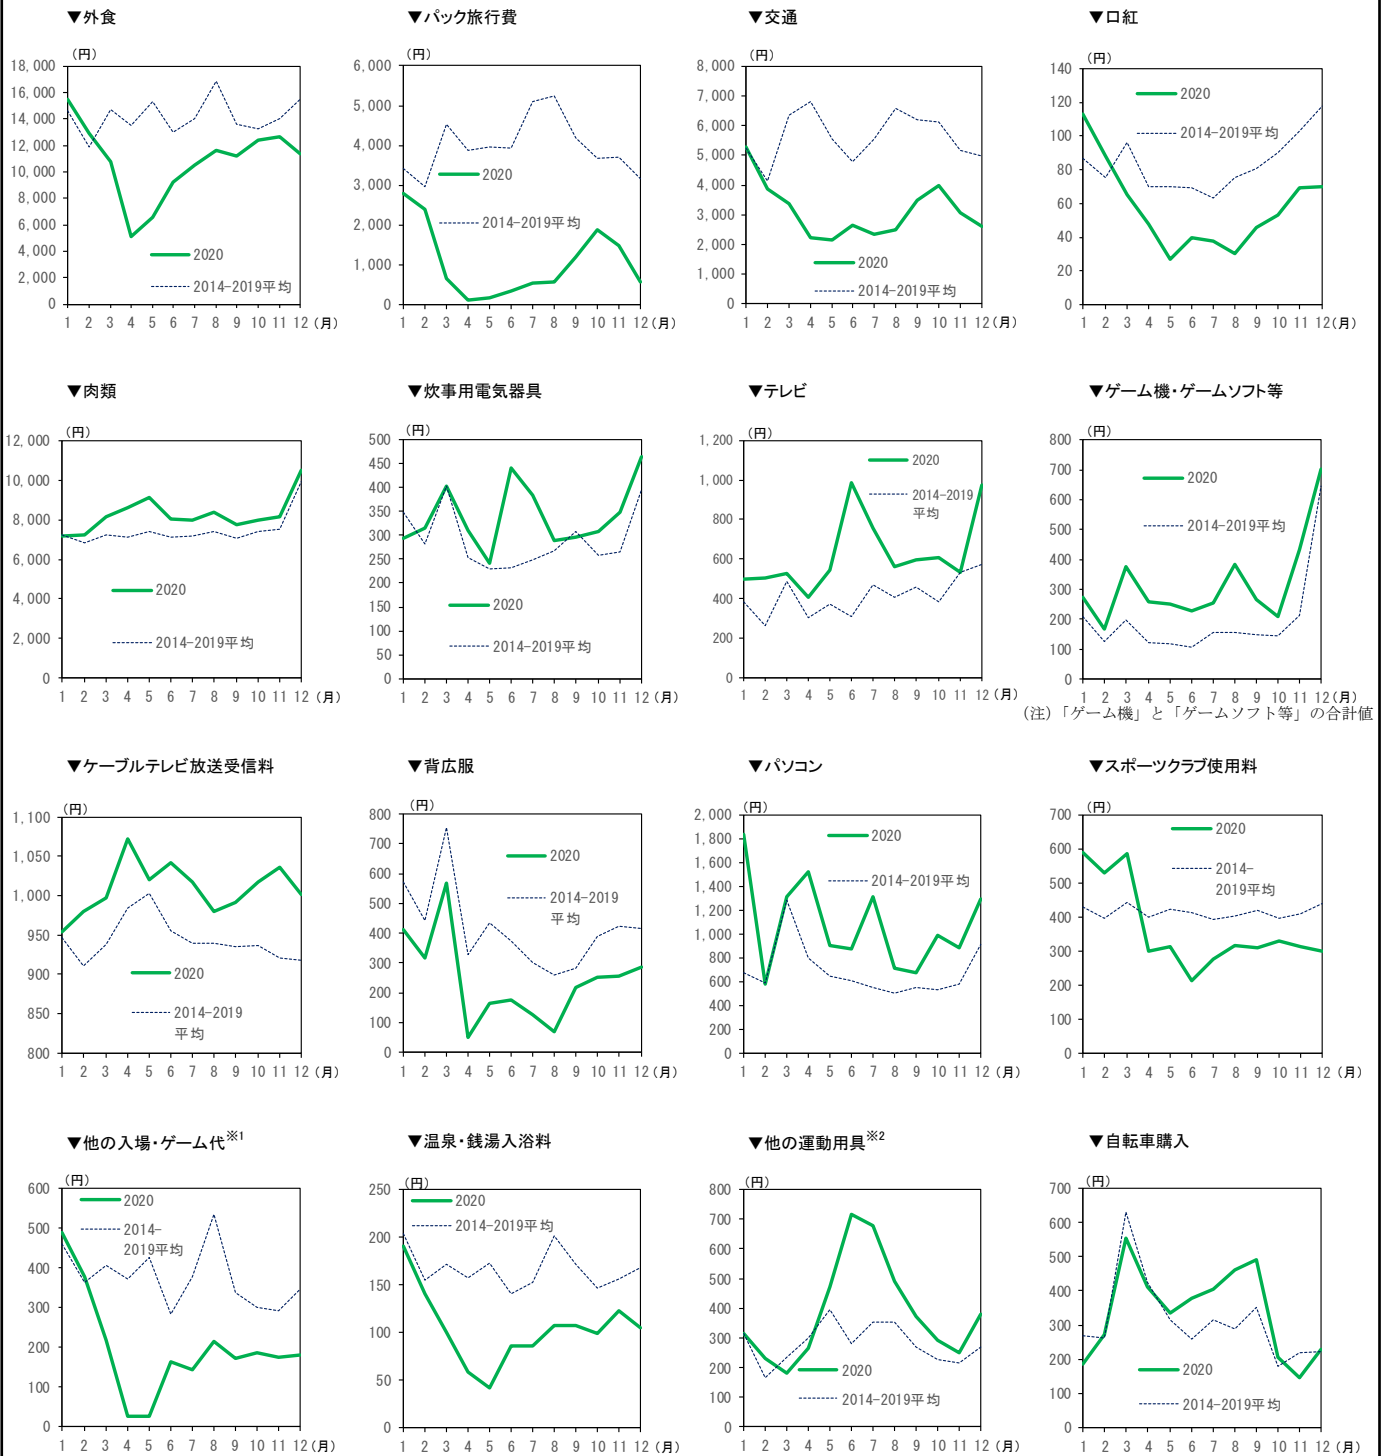 ▼外食
(円)
18,000
16,000
14,000
12,000
10,000
8,000
6,000
4,000
2,000
0
2020
2014-2019平均
1 2 3 4 5 6 7 8 9 10 11 12(月)
▼パック旅行費
(円)
6,000
5,000
4,000
3,000
2,000
1,000
0
2020
2014-2019平均
1 2 3 4 5 6 7 8 9 10 11 12(月)
▼交通
(円)
8,000
7,000
6,000
5,000
4,000
3,000
2,000
1,000
0
2020
2014-2019平均
1 2 3 4 5 6 7 8 9 10 11 12(月)
▼口紅
(円)
140
120
100
80
60
40
20
0
2020
2014-2019平均
1 2 3 4 5 6 7 8 9 10 11 12(月)
▼肉類
(円)
12,000
10,000
8,000
6,000
4,000
2,000
0
2020
2014-2019平均
1 2 3 4 5 6 7 8 9 10 11 12(月)
▼炊事用電気器具
(円)
500
450
400
350
300
250
200
150
100
50
0
2020
2014-2019平均
1 2 3 4 5 6 7 8 9 10 11 12(月)
▼テレビ
(円)
1,200
1,000
800
600
400
200
0
2020
2014-2019
平均
1 2 3 4 5 6 7 8 9 10 11 12(月)
▼ゲーム機・ゲームソフト等
(円)
800
700
600
500
400
300
200
100
0
2020
2014-2019平均
1 2 3 4 5 6 7 8 9 10 11 12(月)
(注)「ゲーム機」と「ゲームソフト等」の合計値
▼ケーブルテレビ放送受信料
(円)
1,100
1,050
1,000
950
900
850
800
2020
2014-2019
平均
1 2 3 4 5 6 7 8 9 10 11 12(月)
▼背広服
(円)
800
700
600
500
400
300
200
100
0
2020
2014-2019
平均
1 2 3 4 5 6 7 8 9 10 11 12(月)
▼パソコン
(円)
2,000
1,800
1,600
1,400
1,200
1,000
800
600
400
200
0
2020
2014-2019平均
1 2 3 4 5 6 7 8 9 10 11 12(月)
▼スポーツクラブ使用料
(円)
700
600
500
400
300
200
100
0
2020
2014-
2019平均
1 2 3 4 5 6 7 8 9 10 11 12(月)
▼他の入場・ゲーム代※1
(円)
600
500
400
300
200
100
0
2020
2014-
2019平均
1 2 3 4 5 6 7 8 9 10 11 12(月)
▼温泉・銭湯入浴料
(円)
250
200
150
100
50
0
2020
2014-2019平均
1 2 3 4 5 6 7 8 9 10 11 12(月)
▼他の運動用具※2
(円)
800
700
600
500
400
300
200
100
0
2020
2014-2019平均
1 2 3 4 5 6 7 8 9 10 11 12(月)
▼自転車購入
(円)
700
600
500
400
300
200
100
0
2020
2014-2019平均
1 2 3 4 5 6 7 8 9 10 11 12(月)